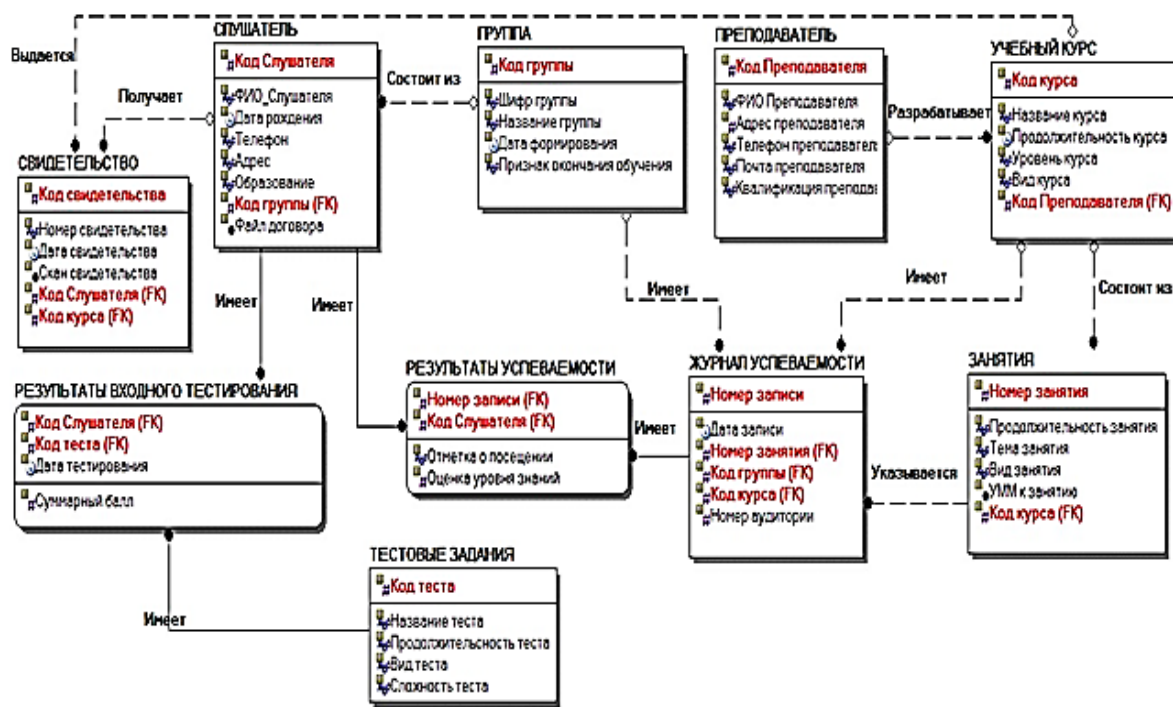 СЛУШАТЕЛЬ
Код Слушателя
ФИО_Слушателя
Дата рождения
Телефон
Адрес
Образование
Код группы (FK)
Файл договора
ГРУППА
Код группы
Шифр группы
Название группы
Дата формирования
Признак окончания обучения
ПРЕПОДАВАТЕЛЬ
Код Преподавателя
ФИО Преподавателя
Адрес преподавателя
Телефон преподавател
Почта преподавателя
Квалификация препода
УЧЕБНЫЙ КУРС
Код курса
Название курса
Продолжительность курса
Уровень курса
Вид курса
Код Преподавателя (FK)
Выдается
Получает
Состоит из
Разрабатывает
СВИДЕТЕЛЬСТВО
Код свидетельства
Номер свидетельства
Дата свидетельства
Скан свидетельства
Код Слушателя (FK)
Код курса (FK)
Имеет
Имеет
Имеет
Имеет
Состоит из
РЕЗУЛЬТАТЫ ВХОДНОГО ТЕСТИРОВАНИЯ
Код Слушателя (FK)
Код теста (FK)
Дата тестирования
Суммарный балл
РЕЗУЛЬТАТЫ УСПЕВАЕМОСТИ
Номер записи (FK)
Код Слушателя (FK)
Отметка о посещении
Оценка уровня знаний
Имеет
ЖУРНАЛ УСПЕВАЕМОСТИ
Номер записи
Дата записи
Номер занятия (FK)
Код группы (FK)
Код курса (FK)
Номер аудитории
Указывается
ЗАНЯТИЯ
Номер занятия
Продолжительность занятия
Тема занятия
Вид занятия
УММ к занятию
Код курса (FK)
Имеет
ТЕСТОВЫЕ ЗАДАНИЯ
Код теста
Название теста
Продолжительсность теста
Вид теста
Сложность теста